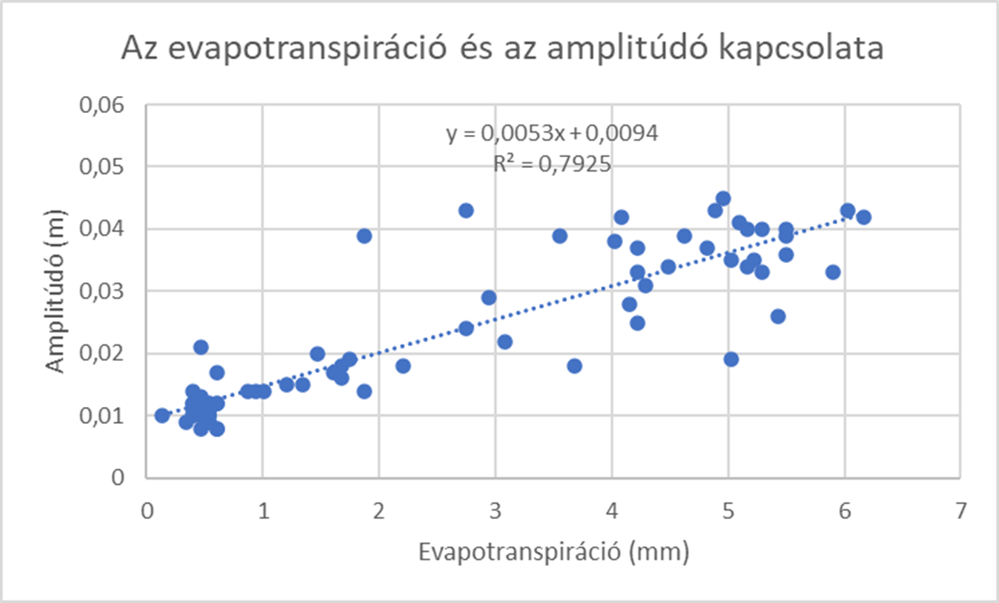 Az evapotranspiráció és az amplitúdó kapcsolata
y = 0,0053x + 0,0094
R² = 0,7925
0,06
0,05
0,04
0,03
0,02
0,01
0
Amplitúdó (m)
0 1 2 3 4 5 6 7
Evapotranspiráció (mm)